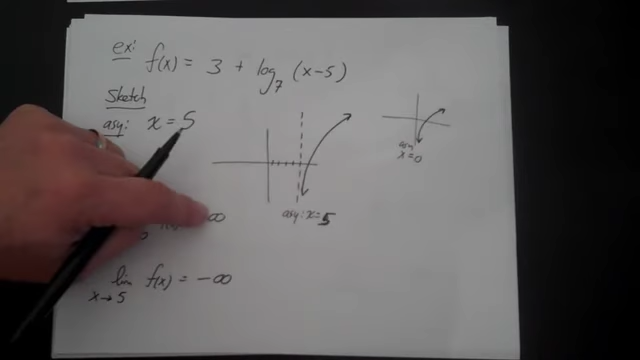 ex: f(x) = 3 + log₇ (x-5)
Sketch
asy: x = 5
asy: x = 5
asy x = 0
∞
lim x→5 f(x) = -∞